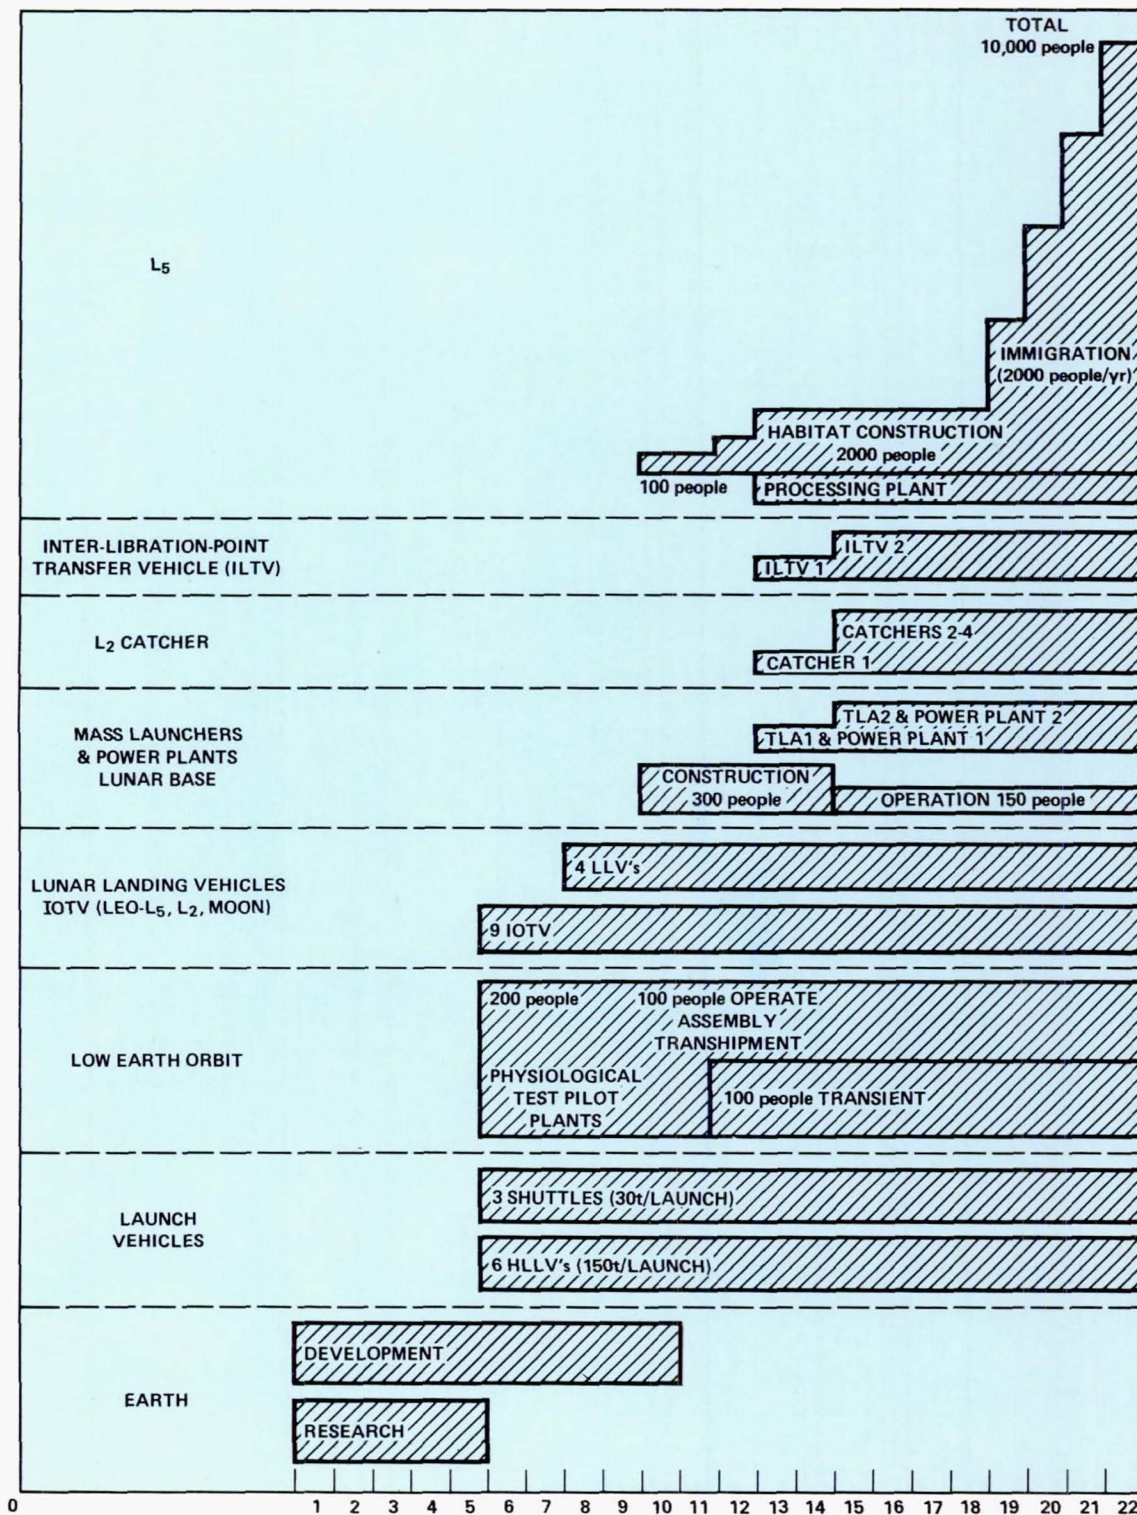 TOTAL
10,000 people
L5
IMMIGRATION
(2000 people/yr)
HABITAT CONSTRUCTION
2000 people
100 people
PROCESSING PLANT
INTER-LIBRATION-POINT
TRANSFER VEHICLE (ILTV)
ILTV 2
ILTV 1
L2 CATCHER
CATCHERS 2-4
CATCHER 1
MASS LAUNCHERS
& POWER PLANTS
LUNAR BASE
TLA2 & POWER PLANT 2
TLA1 & POWER PLANT 1
CONSTRUCTION
300 people
OPERATION 150 people
LUNAR LANDING VEHICLES
IOTV (LEO-L5, L2, MOON)
4 LLV's
9 IOTV
LOW EARTH ORBIT
200 people
100 people OPERATE
ASSEMBLY
TRANSHIPMENT
PHYSIOLOGICAL
TEST PILOT
PLANTS
100 people TRANSIENT
LAUNCH
VEHICLES
3 SHUTTLES (30t/LAUNCH)
6 HLLV's (150t/LAUNCH)
EARTH
DEVELOPMENT
RESEARCH
0 1 2 3 4 5 6 7 8 9 10 11 12 13 14 15 16 17 18 19 20 21 22